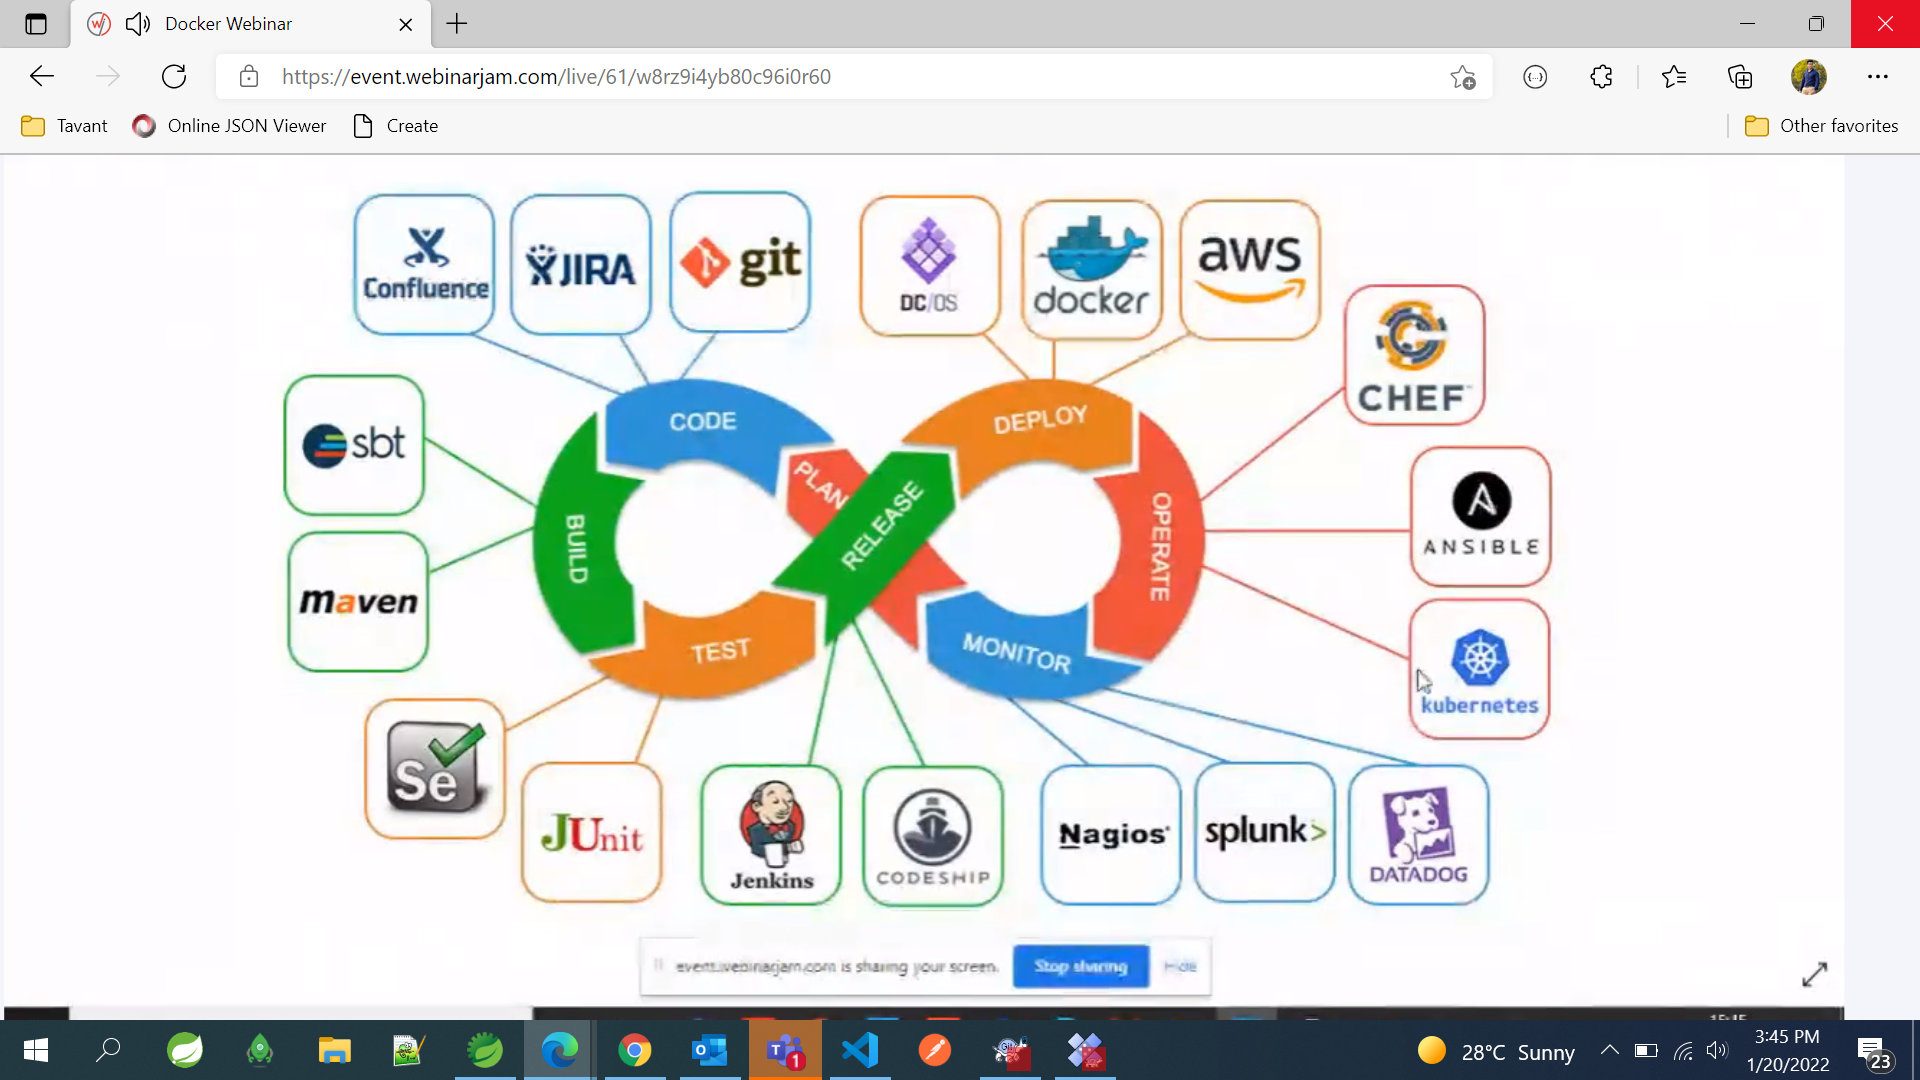 Docker Webinar
https://event.webinarjam.com/live/61/w8rz9i4yb80c96i0r60
Tavant
Online JSON Viewer
Create
Other favorites
Confluence
JIRA
git
DC/OS
docker
aws
CHEF
sbt
CODE
DEPLOY
PLAN
RELEASE
BUILD
OPERATE
ANSIBLE
maven
TEST
MONITOR
kubernetes
Se
JUnit
Jenkins
CODESHIP
Nagios
splunk>
DATADOG
event.webinarjam.com is sharing your screen.
Stop sharing
Hide
T
1
28°C Sunny
3:45 PM
1/20/2022
23